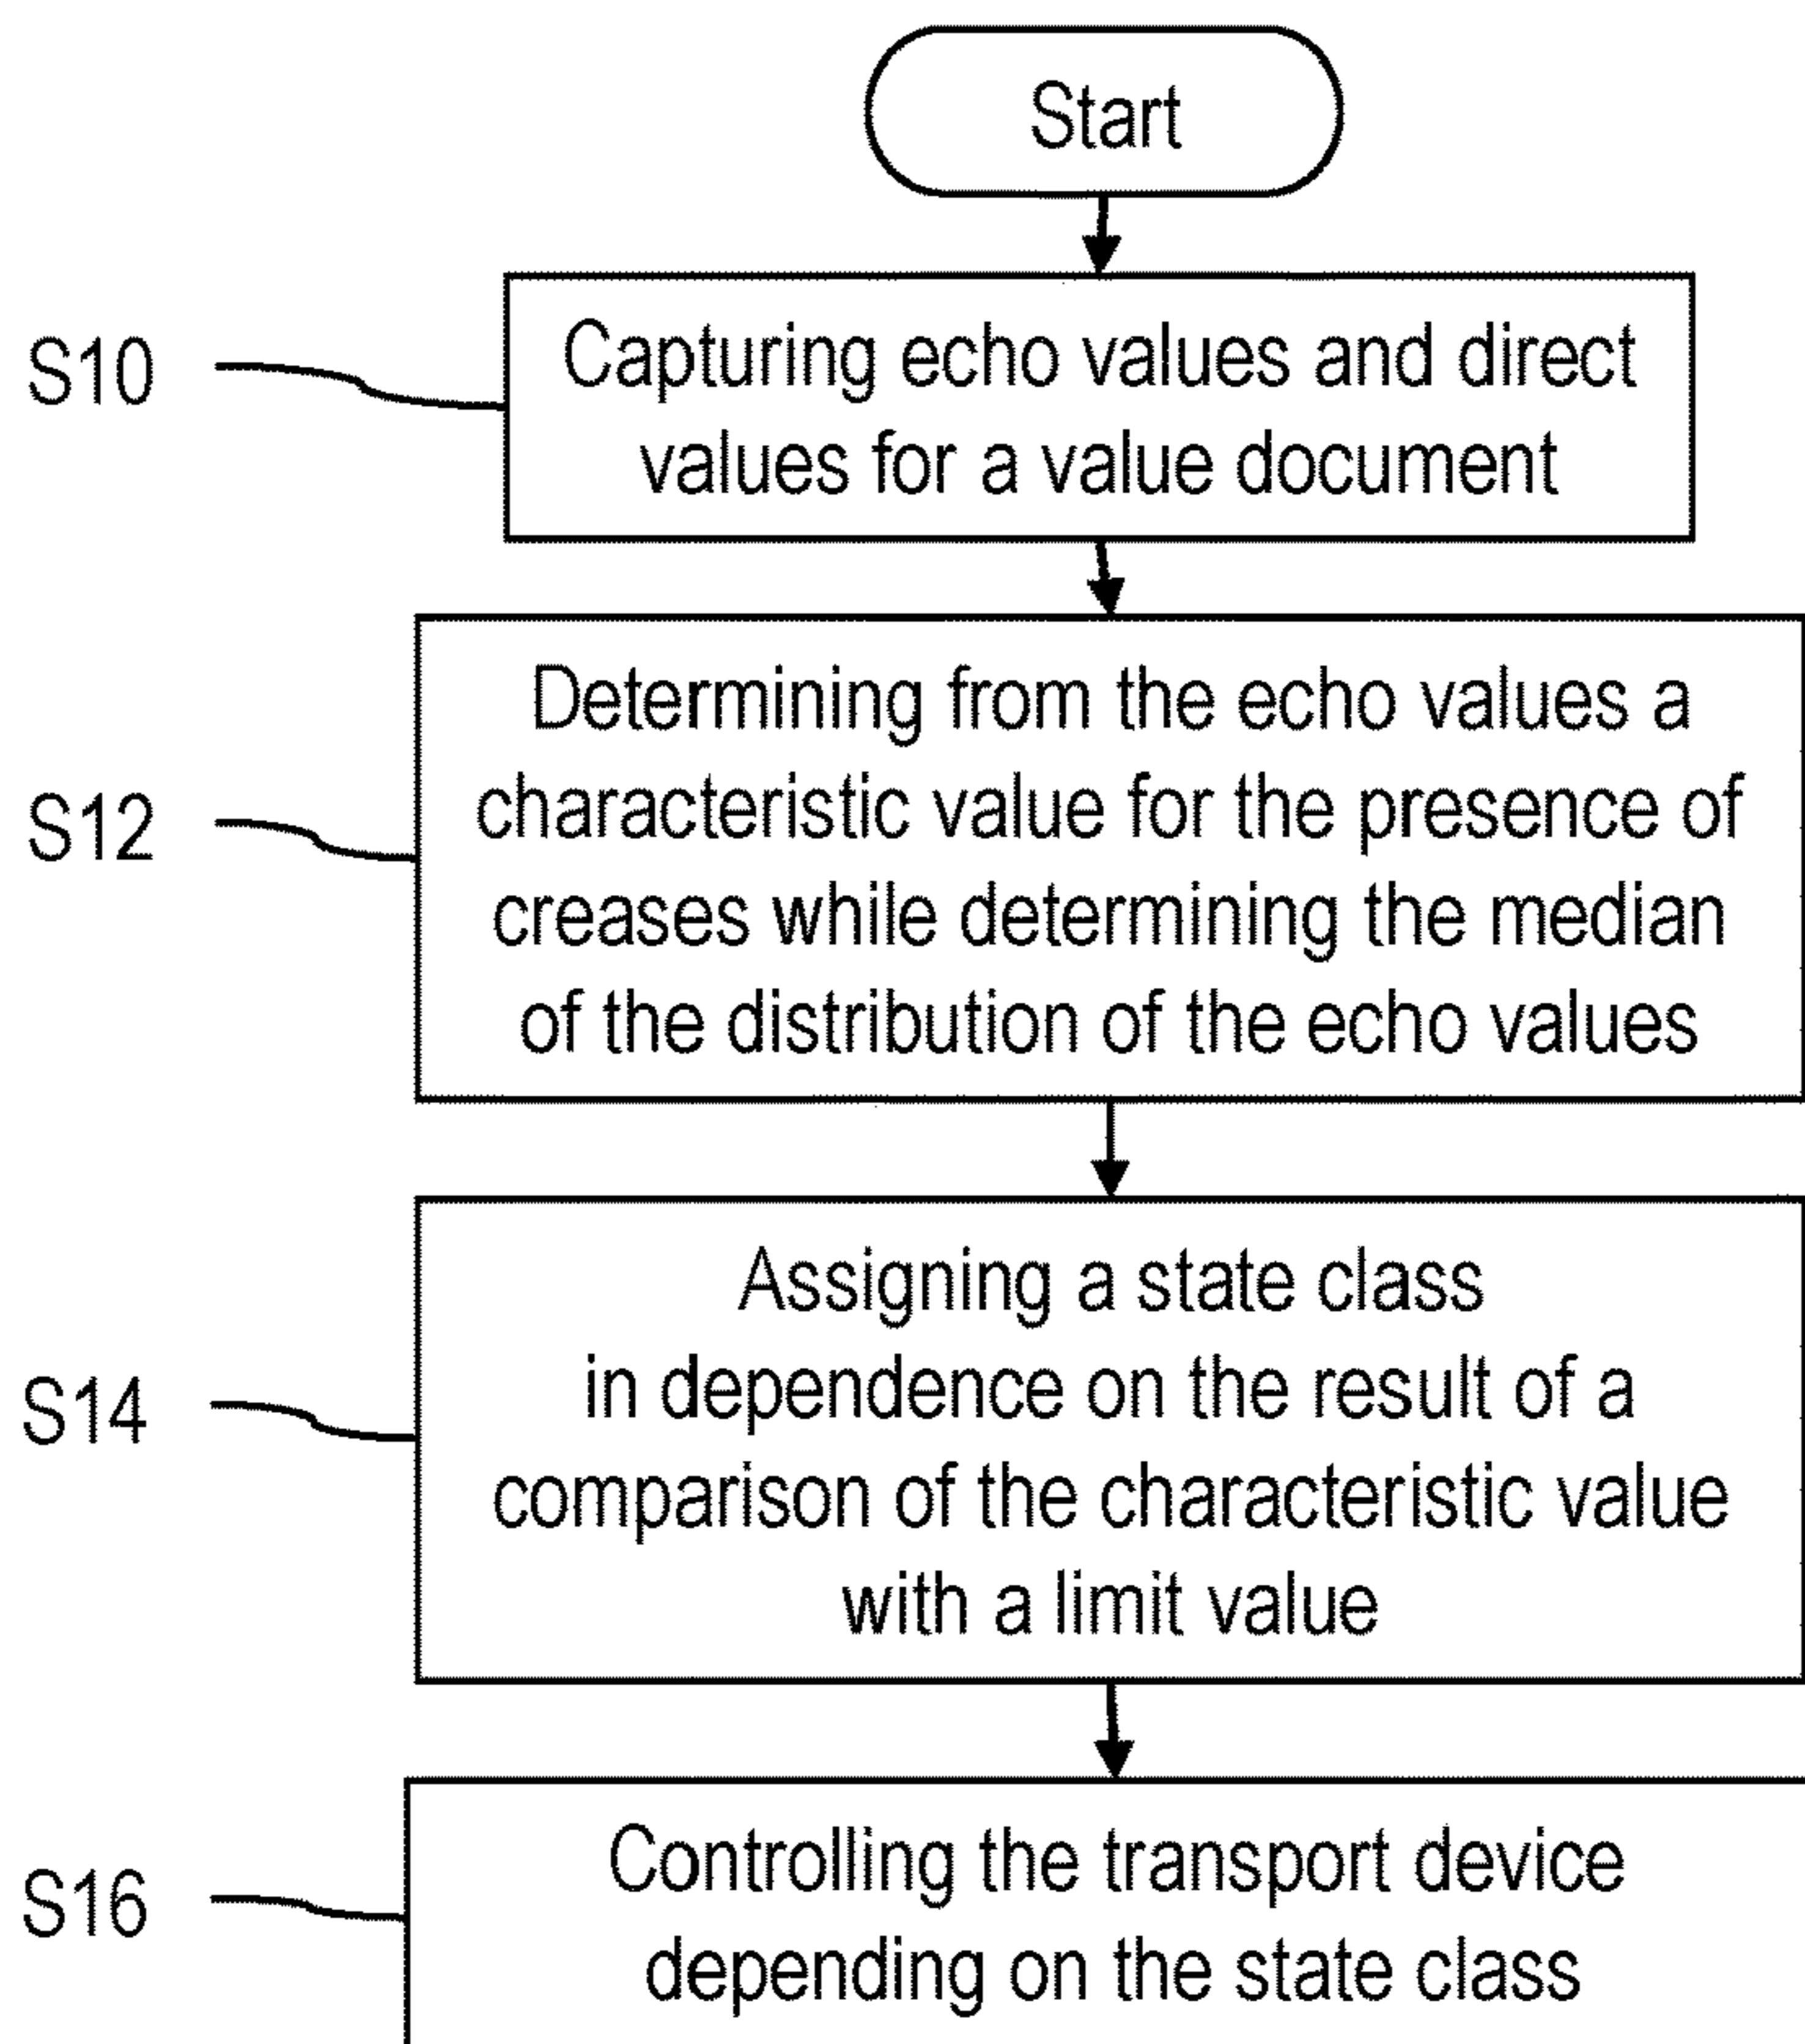 Start
S10
Capturing echo values and direct
values for a value document
S12
Determining from the echo values a
characteristic value for the presence of
creases while determining the median
of the distribution of the echo values
S14
Assigning a state class
in dependence on the result of a
comparison of the characteristic value
with a limit value
S16
Controlling the transport device
depending on the state class